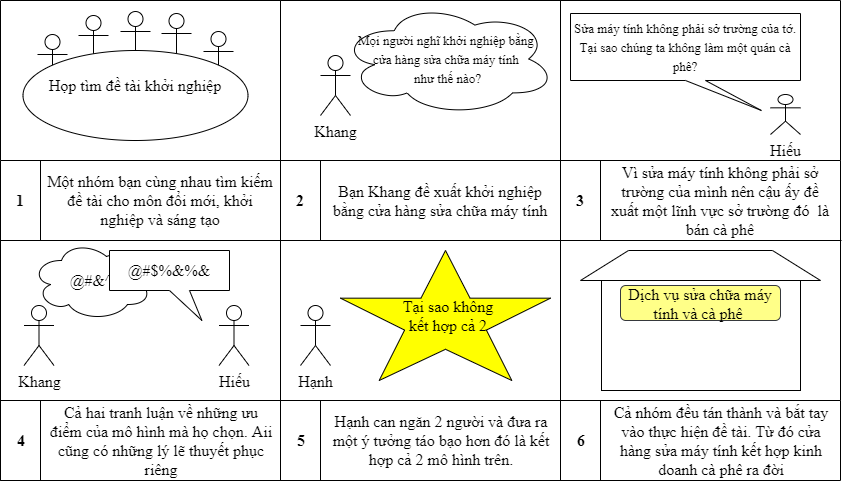 Họp tìm đề tài khởi nghiệp
Mọi người nghĩ khởi nghiệp bằng
cửa hàng sửa chữa máy tính
như thế nào?
Khang
Sửa máy tính không phải sở trường của tớ.
Tại sao chúng ta không làm một quán cà
phê?
Hiếu
1
Một nhóm bạn cùng nhau tìm kiếm
đề tài cho môn đổi mới, khởi
nghiệp và sáng tạo
2
Bạn Khang đề xuất khởi nghiệp
bằng cửa hàng sửa chữa máy tính
3
Vì sửa máy tính không phải sở
trường của mình nên cậu ấy đề
xuất một lĩnh vực sở trường đó là
bán cà phê
@#&/
@#$%&%&
Khang
Hiếu
Tại sao không
kết hợp cả 2
Hạnh
Dịch vụ sửa chữa máy
tính và cà phê
4
Cả hai tranh luận về những ưu
điểm của mô hình mà họ chọn. Aii
cũng có những lý lẽ thuyết phục
riêng
5
Hạnh can ngăn 2 người và đưa ra
một ý tưởng táo bạo hơn đó là kết
hợp cả 2 mô hình trên.
6
Cả nhóm đều tán thành và bắt tay
vào thực hiện đề tài. Từ đó cửa
hàng sửa máy tính kết hợp kinh
doanh cà phê ra đời